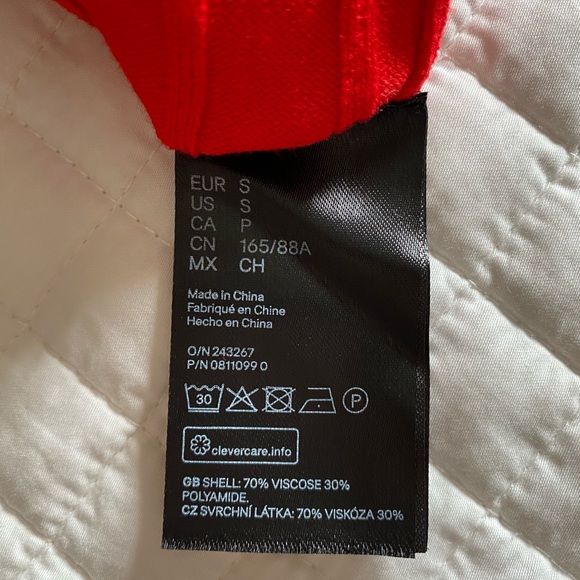 EUR S
US S
CA P
CN 165/88A
MX CH
Made in China
Fabriqué en Chine
Hecho en China
O/N 243267
P/N 0811099 0
30 P
clevercare.info
GB SHELL: 70% VISCOSE 30%
POLYAMIDE.
CZ SVRCHNÍ LÁTKA: 70% VISKÓZA 30%